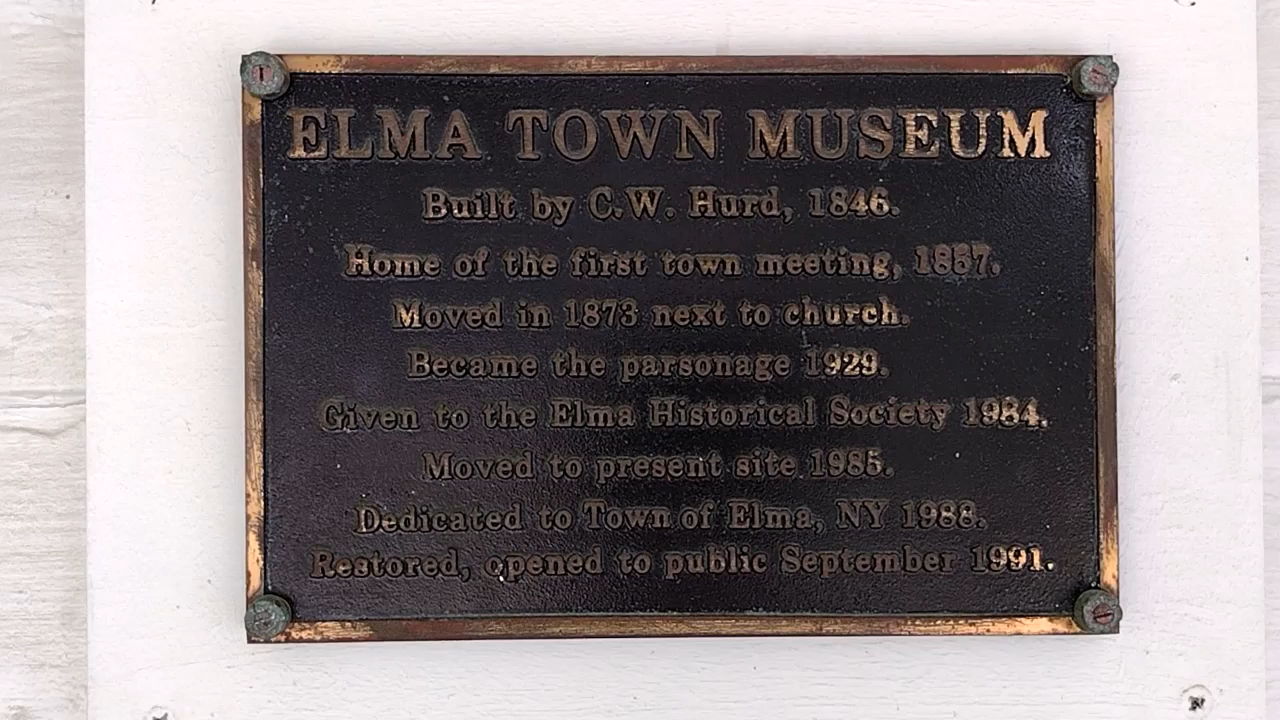 ELMA TOWN MUSEUM
Built by C.W. Hurd, 1846.
Home of the first town meeting, 1857.
Moved in 1873 next to church.
Became the parsonage 1929.
Given to the Elma Historical Society 1984.
Moved to present site 1985.
Dedicated to Town of Elma, NY 1988.
Restored, opened to public September 1991.